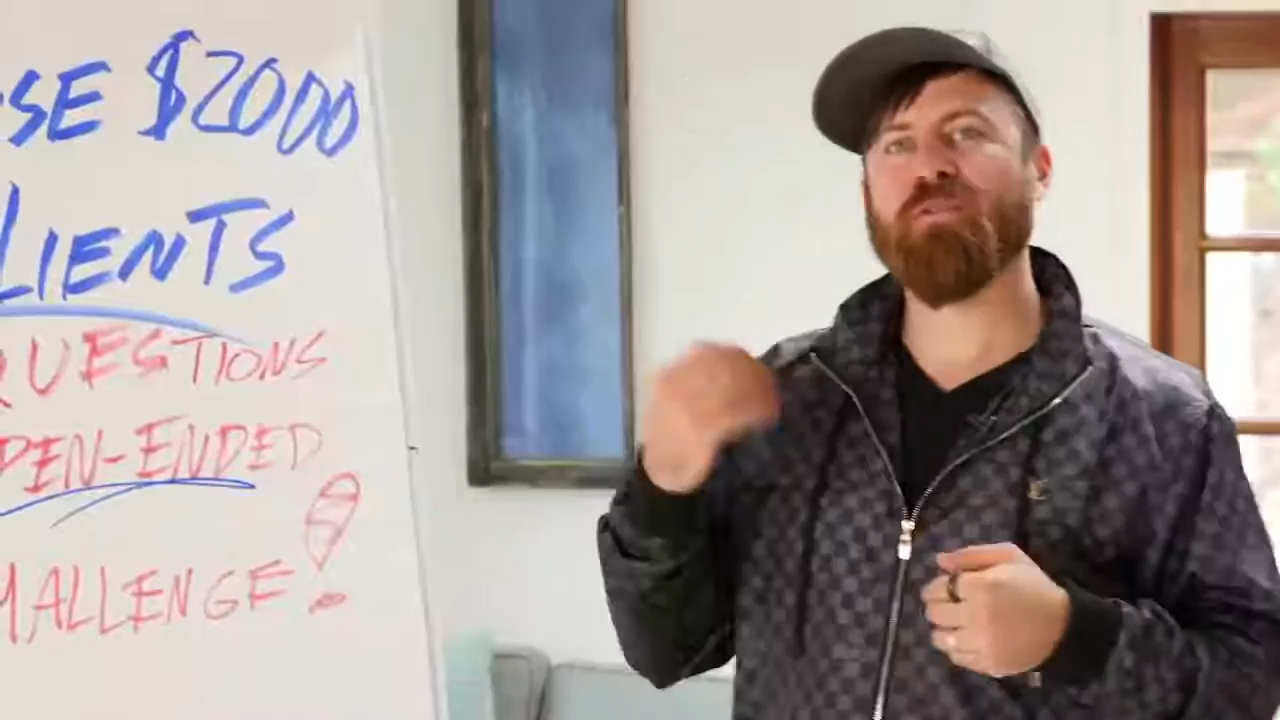 SE $2000
LIENTS
QUESTIONS
PEN-ENDED
HALLENGE!